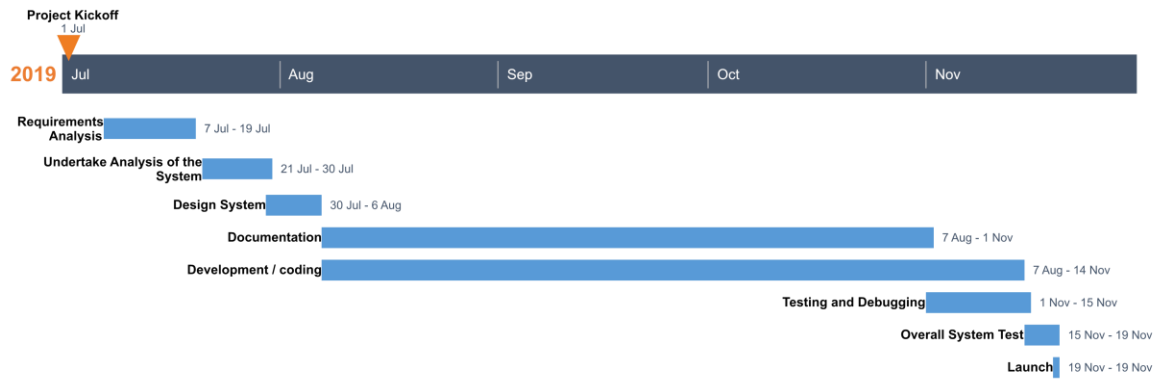 Project Kickoff
1 Jul
2019
Jul Aug Sep Oct Nov
Requirements
Analysis
7 Jul - 19 Jul
Undertake Analysis of the
System
21 Jul - 30 Jul
Design System
30 Jul - 6 Aug
Documentation
7 Aug - 1 Nov
Development / coding
7 Aug - 14 Nov
Testing and Debugging
1 Nov - 15 Nov
Overall System Test
15 Nov - 19 Nov
Launch
19 Nov - 19 Nov